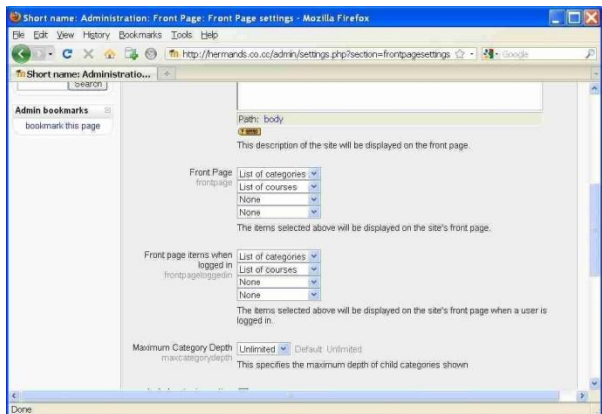 Short name: Administration: Front Page: Front Page settings - Mozilla Firefox
File Edit View History Bookmarks Tools Help
http://hermands.co.cc/admin/settings.php?section=frontpagesettings
Google
Short name: Administratio...
Search
Admin bookmarks
bookmark this page
Path: body
This description of the site will be displayed on the front page.
Front Page List of categories
frontpage List of courses
None
None
The items selected above will be displayed on the site's front page.
Front page items when List of categories
logged in List of courses
frontpageloggedin None
None
The items selected above will be displayed on the site's front page when a user is
logged in.
Maximum Category Depth Unlimited Default: Unlimited
maxcategorydepth
This specifies the maximum depth of child categories shown
Done